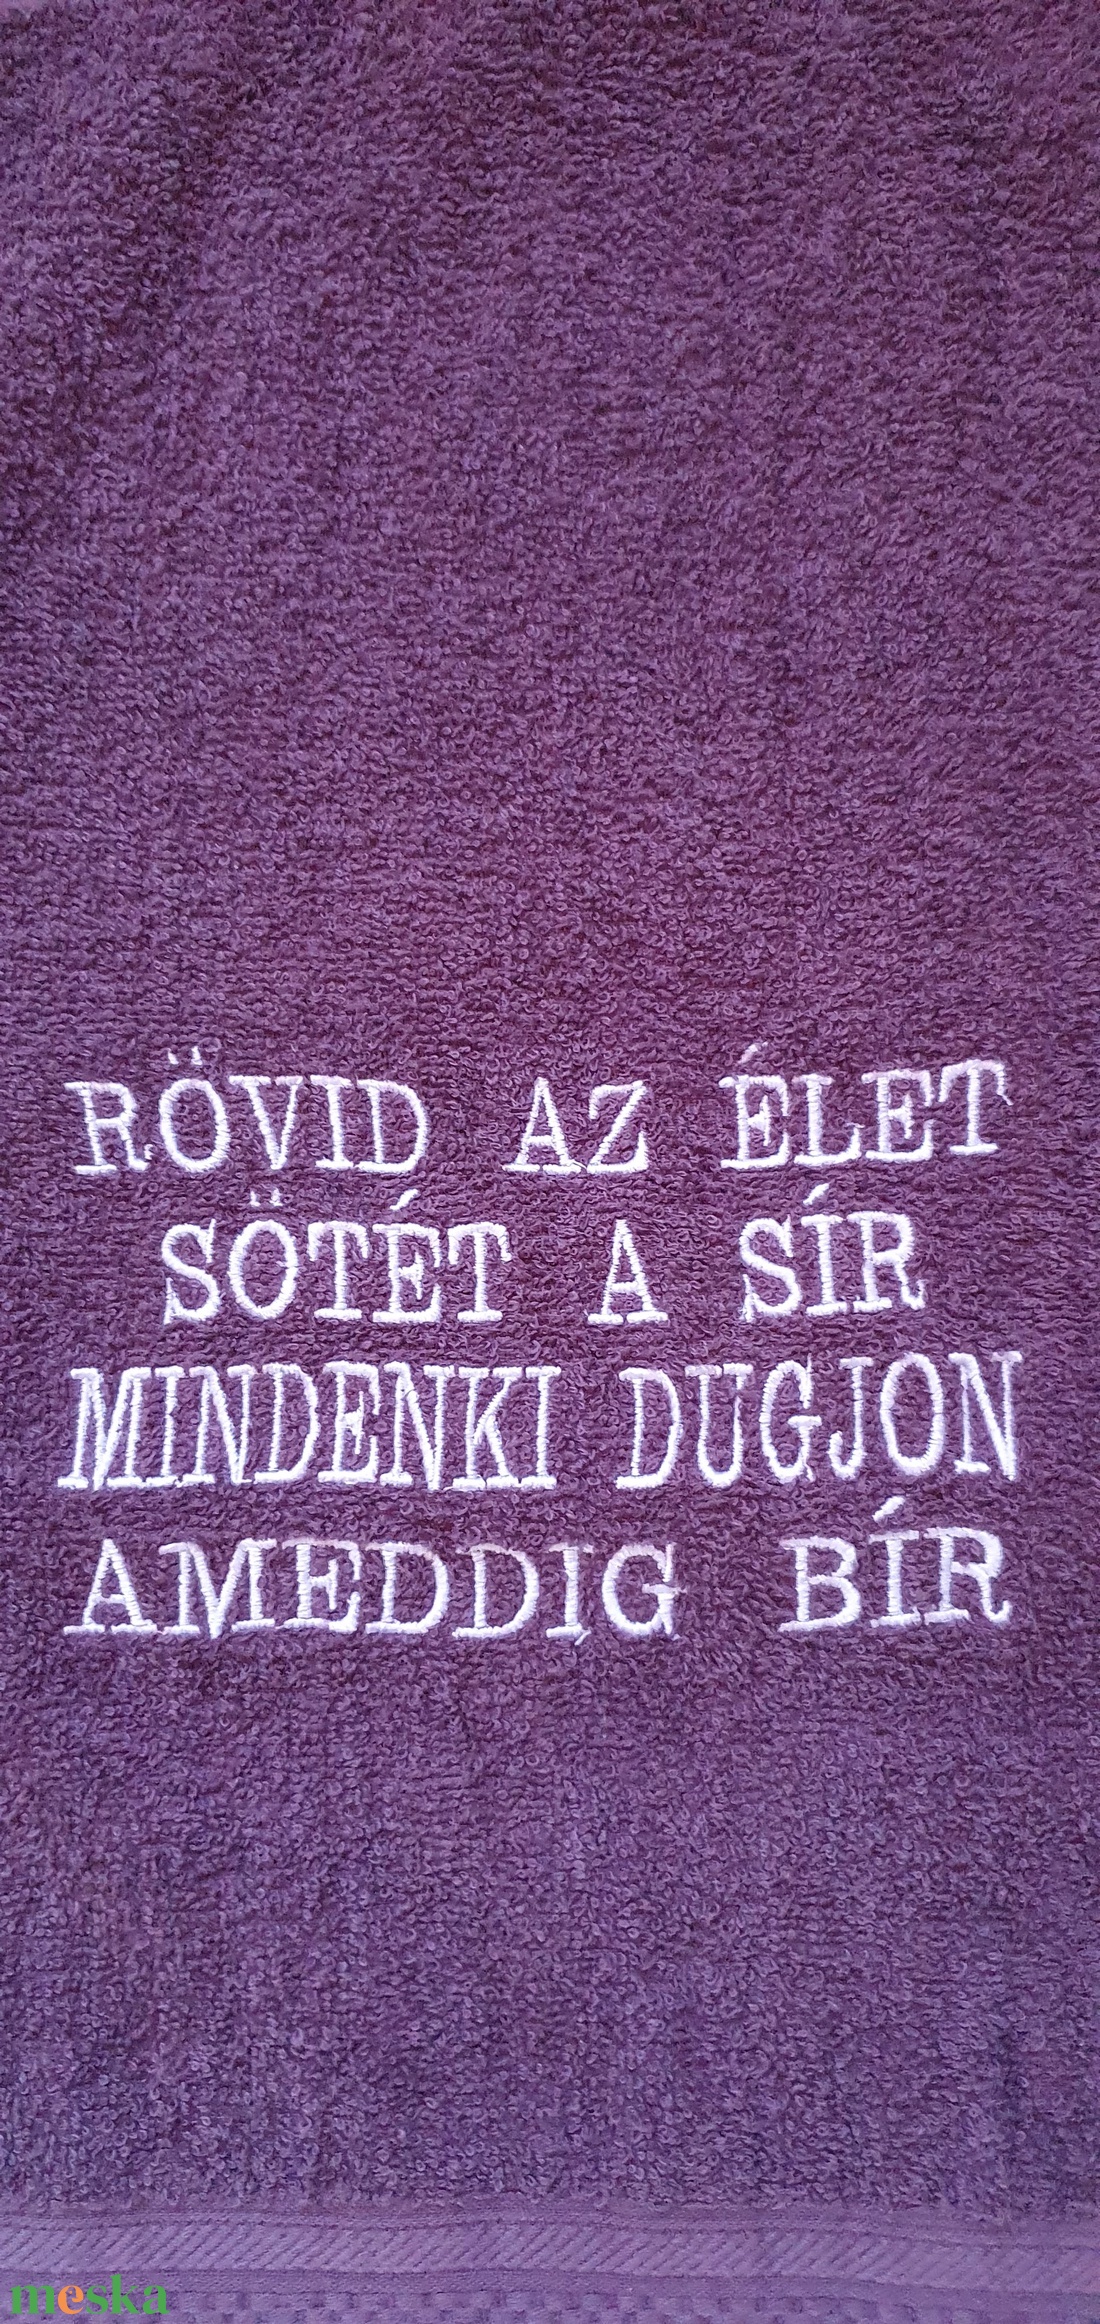 RÖVID AZ ÉLET
SÖTÉT A SÍR
MINDENKI DUGJON
AMEDDIG BÍR
meska